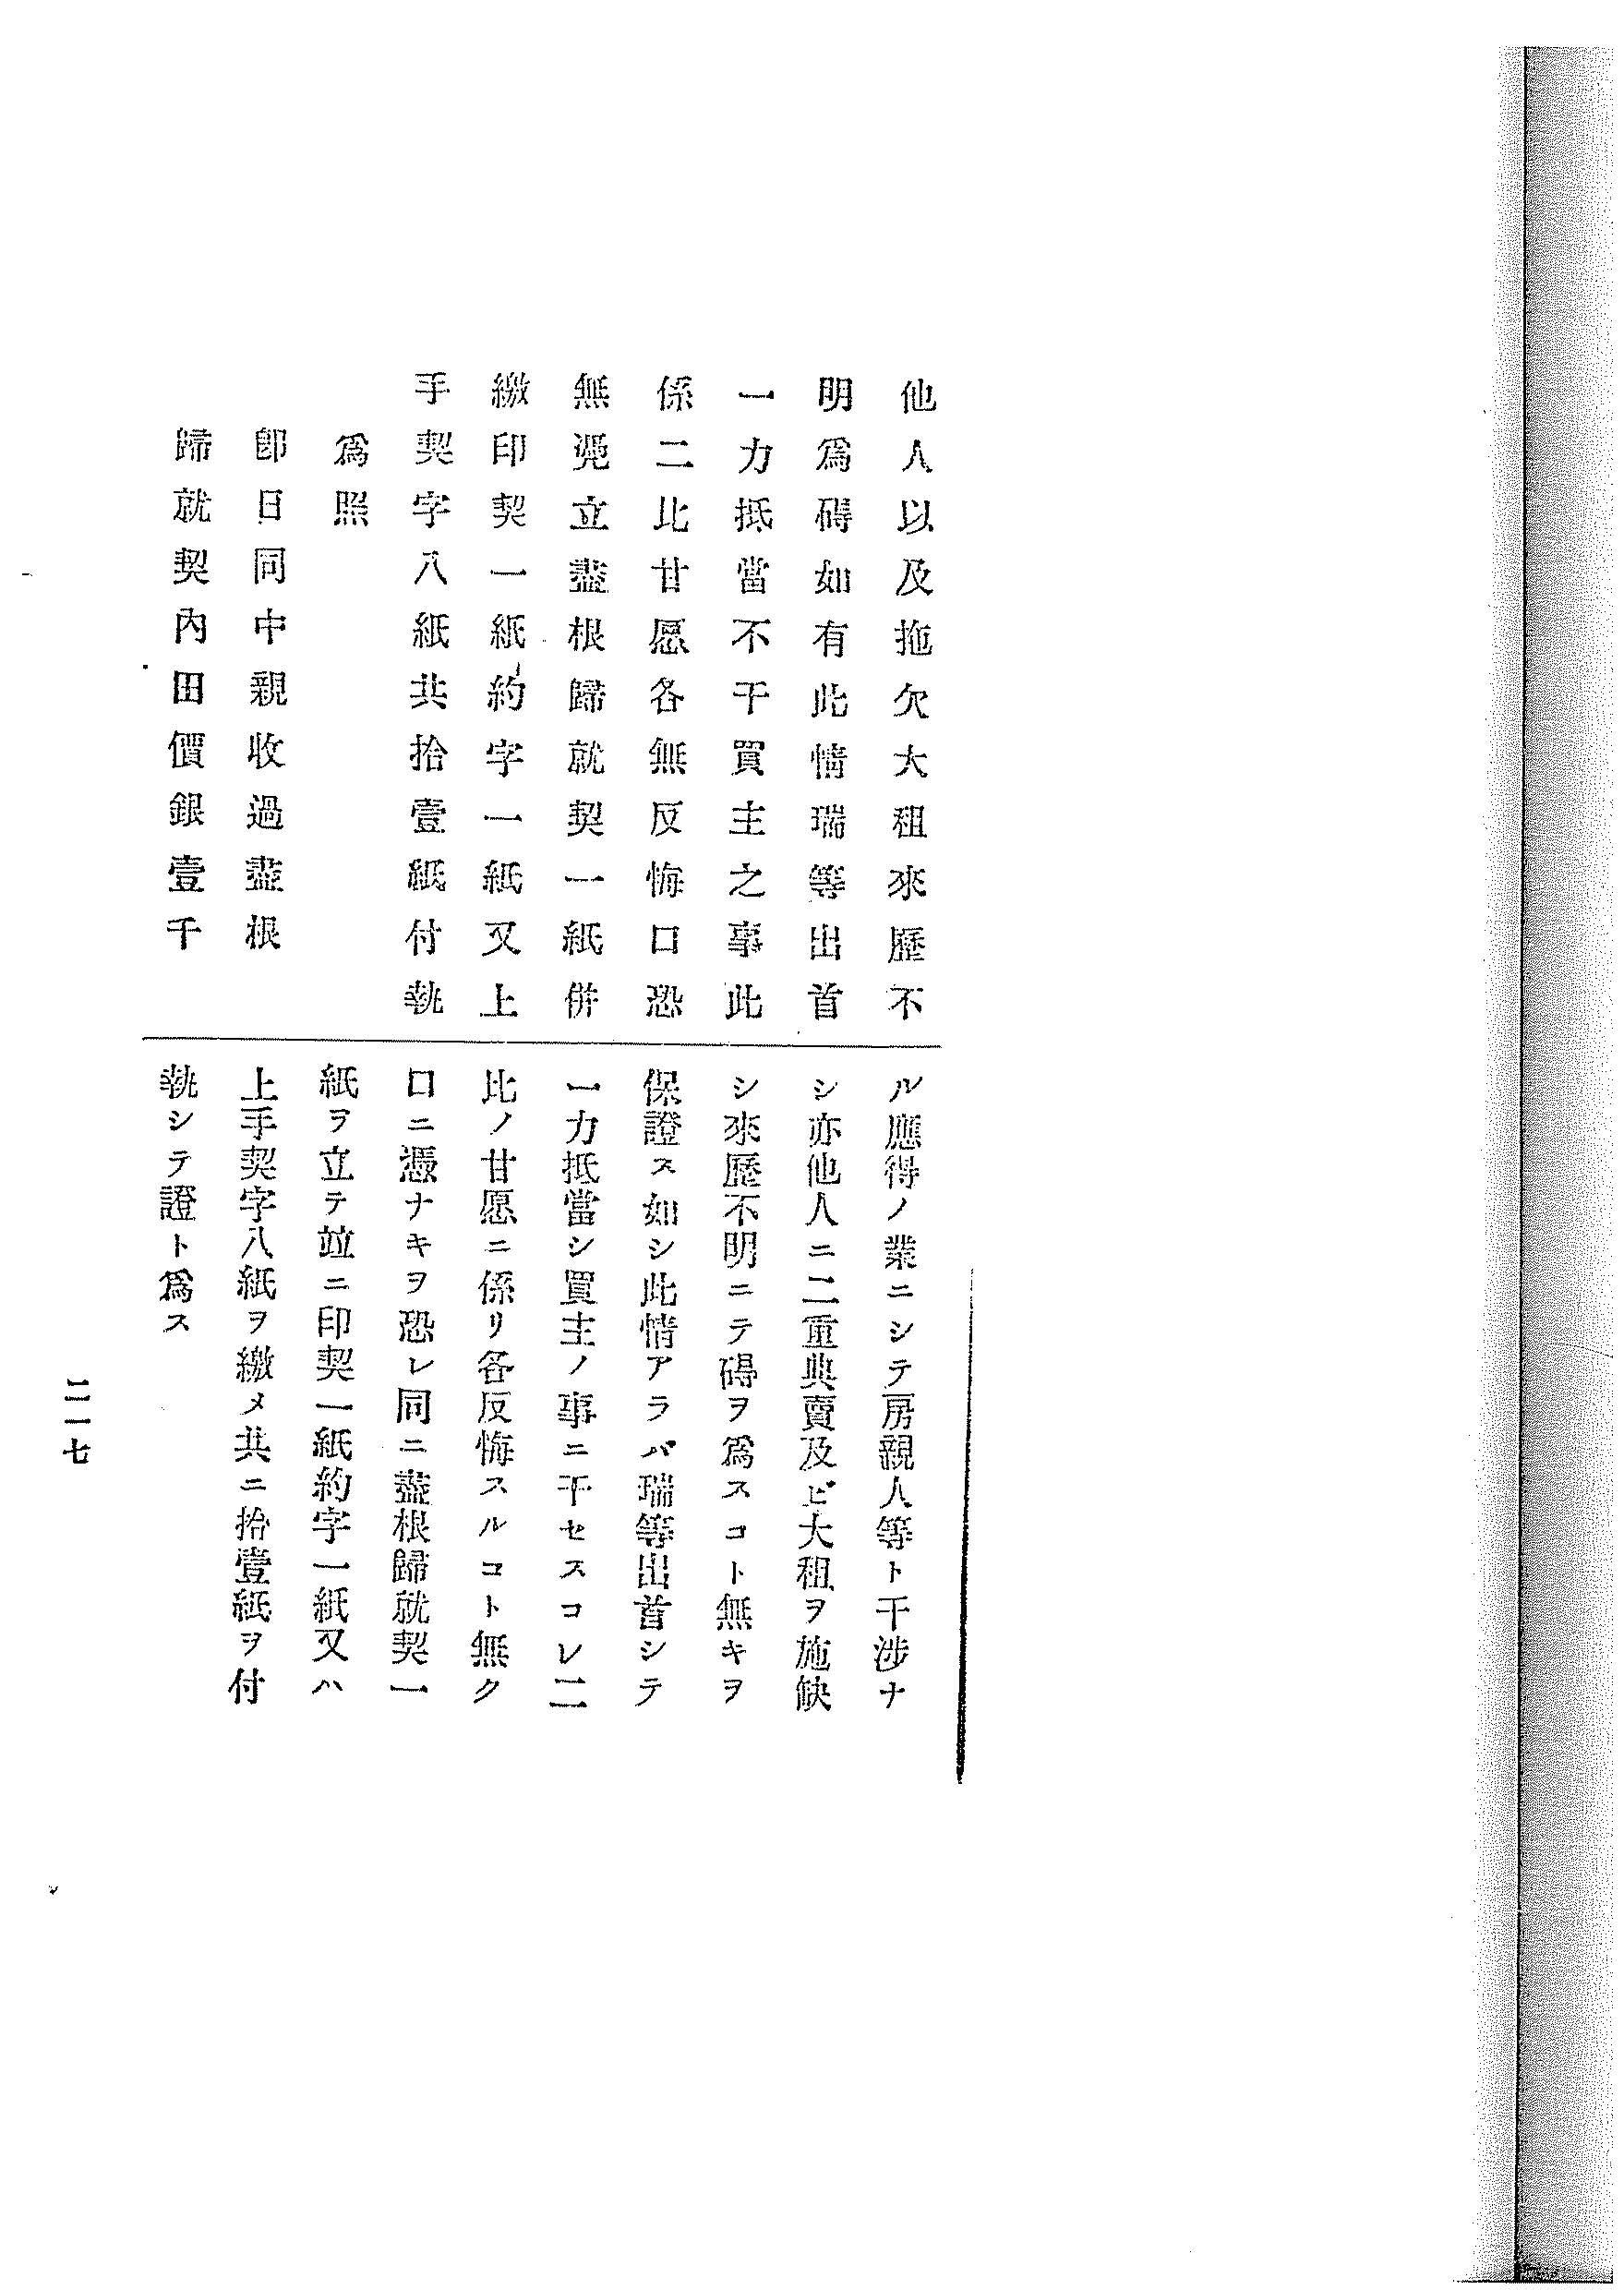 他人以及拖欠大租來歷不
明爲碍如有此情瑞等出首
一力抵當不干買主之事此
係二比甘愿各無反悔口恐
無凴立盡根歸就契一紙併
繳印契一紙約字一紙又上
手契字八紙共拾壹紙付執
爲照
卽日同中親收過盡根
歸就契內田價銀壹千
ル應得ノ業ニシテ房親人等ト干涉ナ
シ亦他人ニ二重典賣及ビ大租ヲ施缺
シ來歷不明ニテ碍ヲ爲スコト無キヲ
保證ス如シ此情アラバ瑞等出首シテ
一力抵當シ買主ノ事ニ干セスコレ二
比ノ甘愿ニ係リ各反悔スルコト無ク
口ニ憑ナキヲ恐レ同ニ盡根歸就契一
紙ヲ立テ竝ニ印契一紙約字一紙又ハ
上手契字八紙ヲ繳メ共ニ拾壹紙ヲ付
執シテ證ト爲ス
二一七